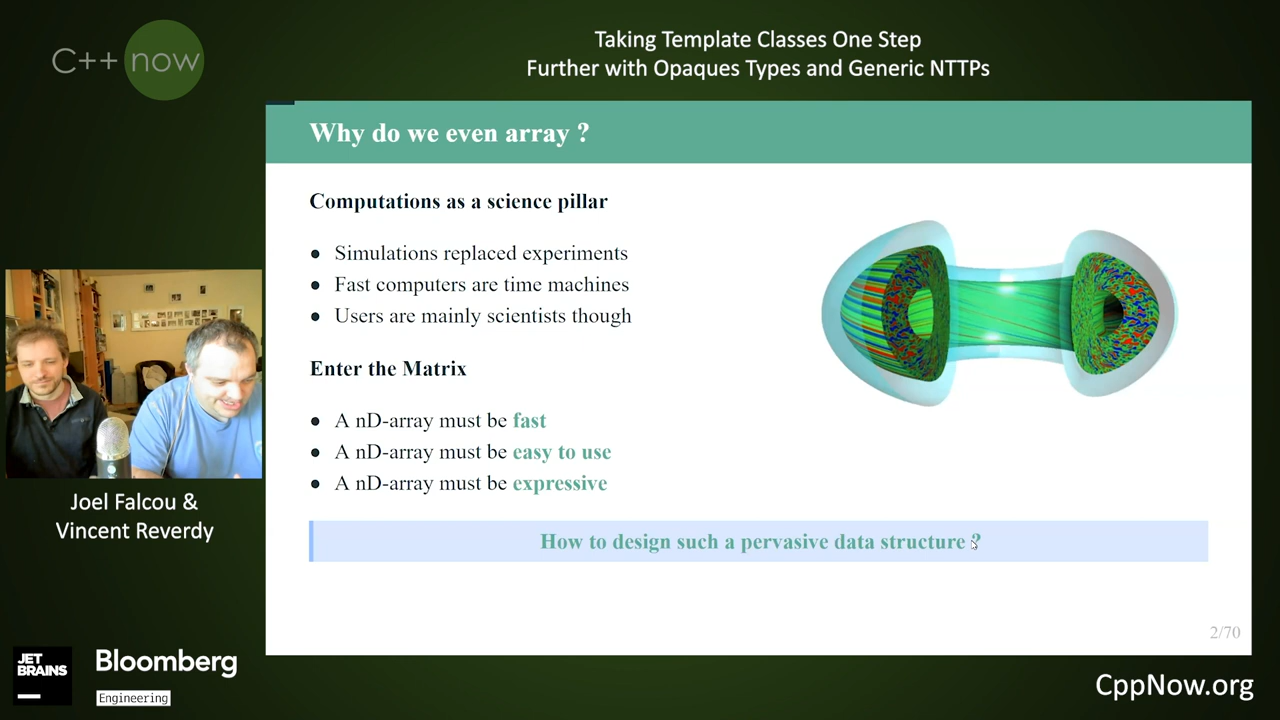 C++ now
Taking Template Classes One Step
Further with Opaques Types and Generic NTTPs
Why do we even array ?
Computations as a science pillar
● Simulations replaced experiments
● Fast computers are time machines
● Users are mainly scientists though
Enter the Matrix
● A nD-array must be fast
● A nD-array must be easy to use
● A nD-array must be expressive
How to design such a pervasive data structure ?
2/70
Joel Falcou &
Vincent Reverdy
JET
BRAINS
Bloomberg
Engineering
CppNow.org